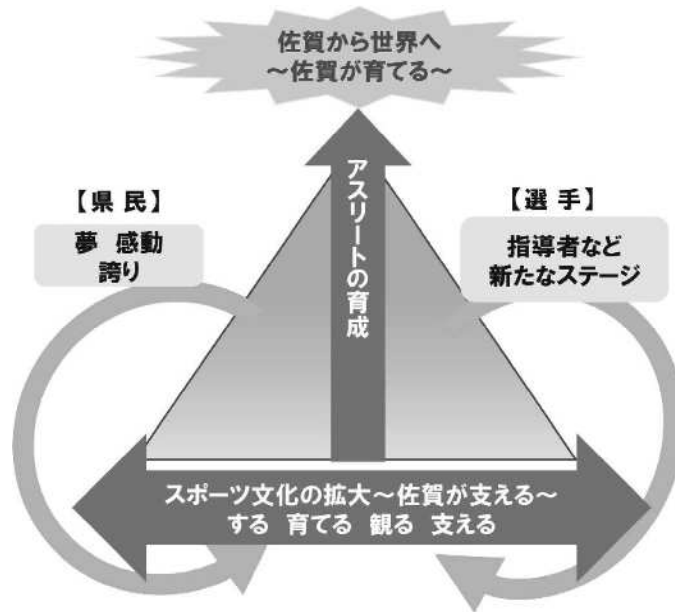 佐賀から世界へ
～佐賀が育てる～
【県民】
夢 感動
誇り
アスリートの育成
【選手】
指導者など
新たなステージ
スポーツ文化の拡大～佐賀が支える～
する 育てる 観る 支える